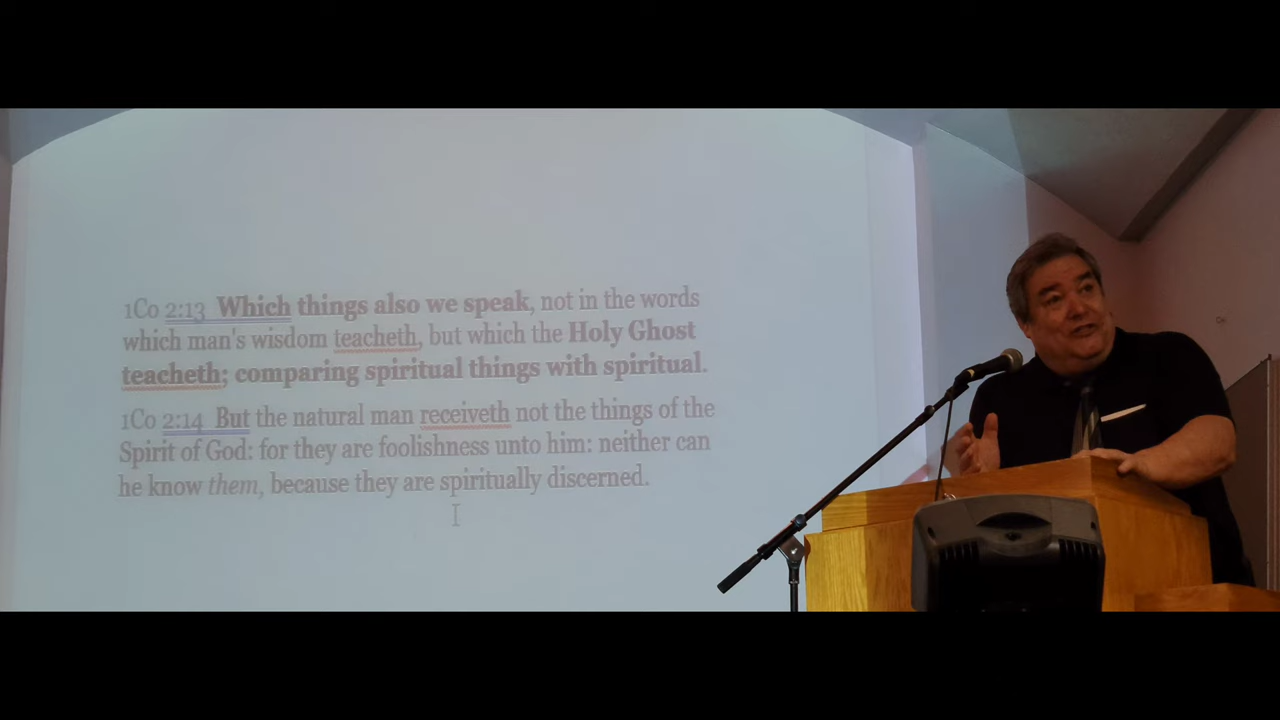 1Co 2:13 Which things also we speak, not in the words
which man's wisdom teacheth, but which the Holy Ghost
teacheth; comparing spiritual things with spiritual.
1Co 2:14 But the natural man receiveth not the things of the
Spirit of God: for they are foolishness unto him: neither can
he know them, because they are spiritually discerned.